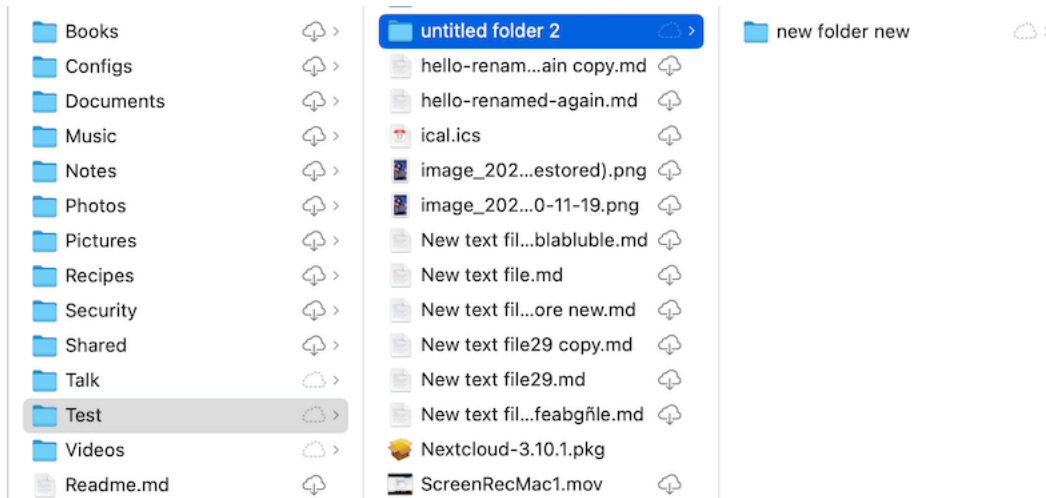 Books
Configs
Documents
Music
Notes
Photos
Pictures
Recipes
Security
Shared
Talk
Test
Videos
Readme.md
untitled folder 2
hello-renam...ain copy.md
hello-renamed-again.md
ical.ics
image_202...estored).png
image_202...0-11-19.png
New text fil...blabluble.md
New text file.md
New text fil...ore new.md
New text file29 copy.md
New text file29.md
New text fil...feabgñle.md
Nextcloud-3.10.1.pkg
ScreenRecMac1.mov
new folder new